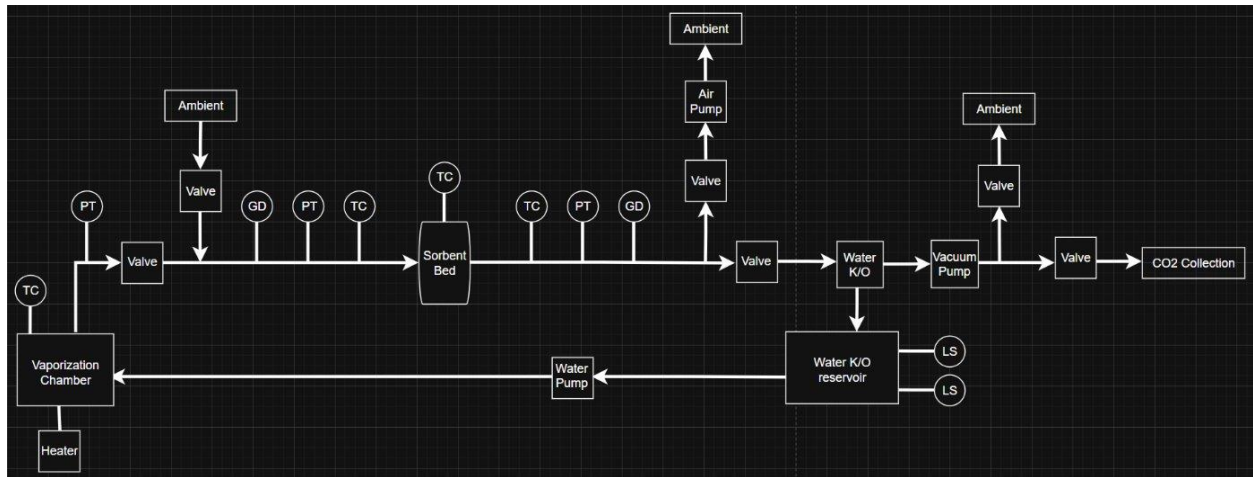 Ambient
Air
Pump
Valve
Ambient
Valve
Ambient
Valve
TC
PT
GD
PT
TC
TC
PT
GD
Valve
Sorbent
Bed
Valve
Water
K/O
Vacuum
Pump
Valve
CO2 Collection
TC
Vaporization
Chamber
Water
Pump
Water K/O
reservoir
LS
LS
Heater